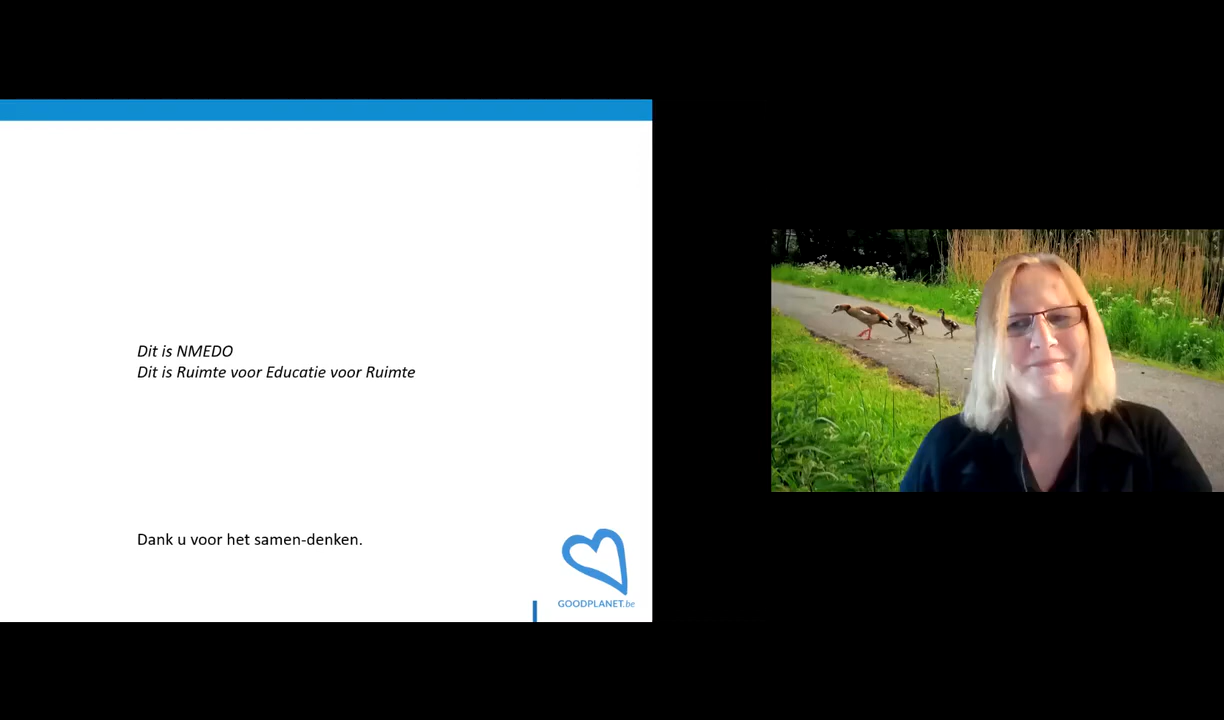 Dit is NMEDO
Dit is Ruimte voor Educatie voor Ruimte
Dank u voor het samen-denken.
GOODPLANET.be